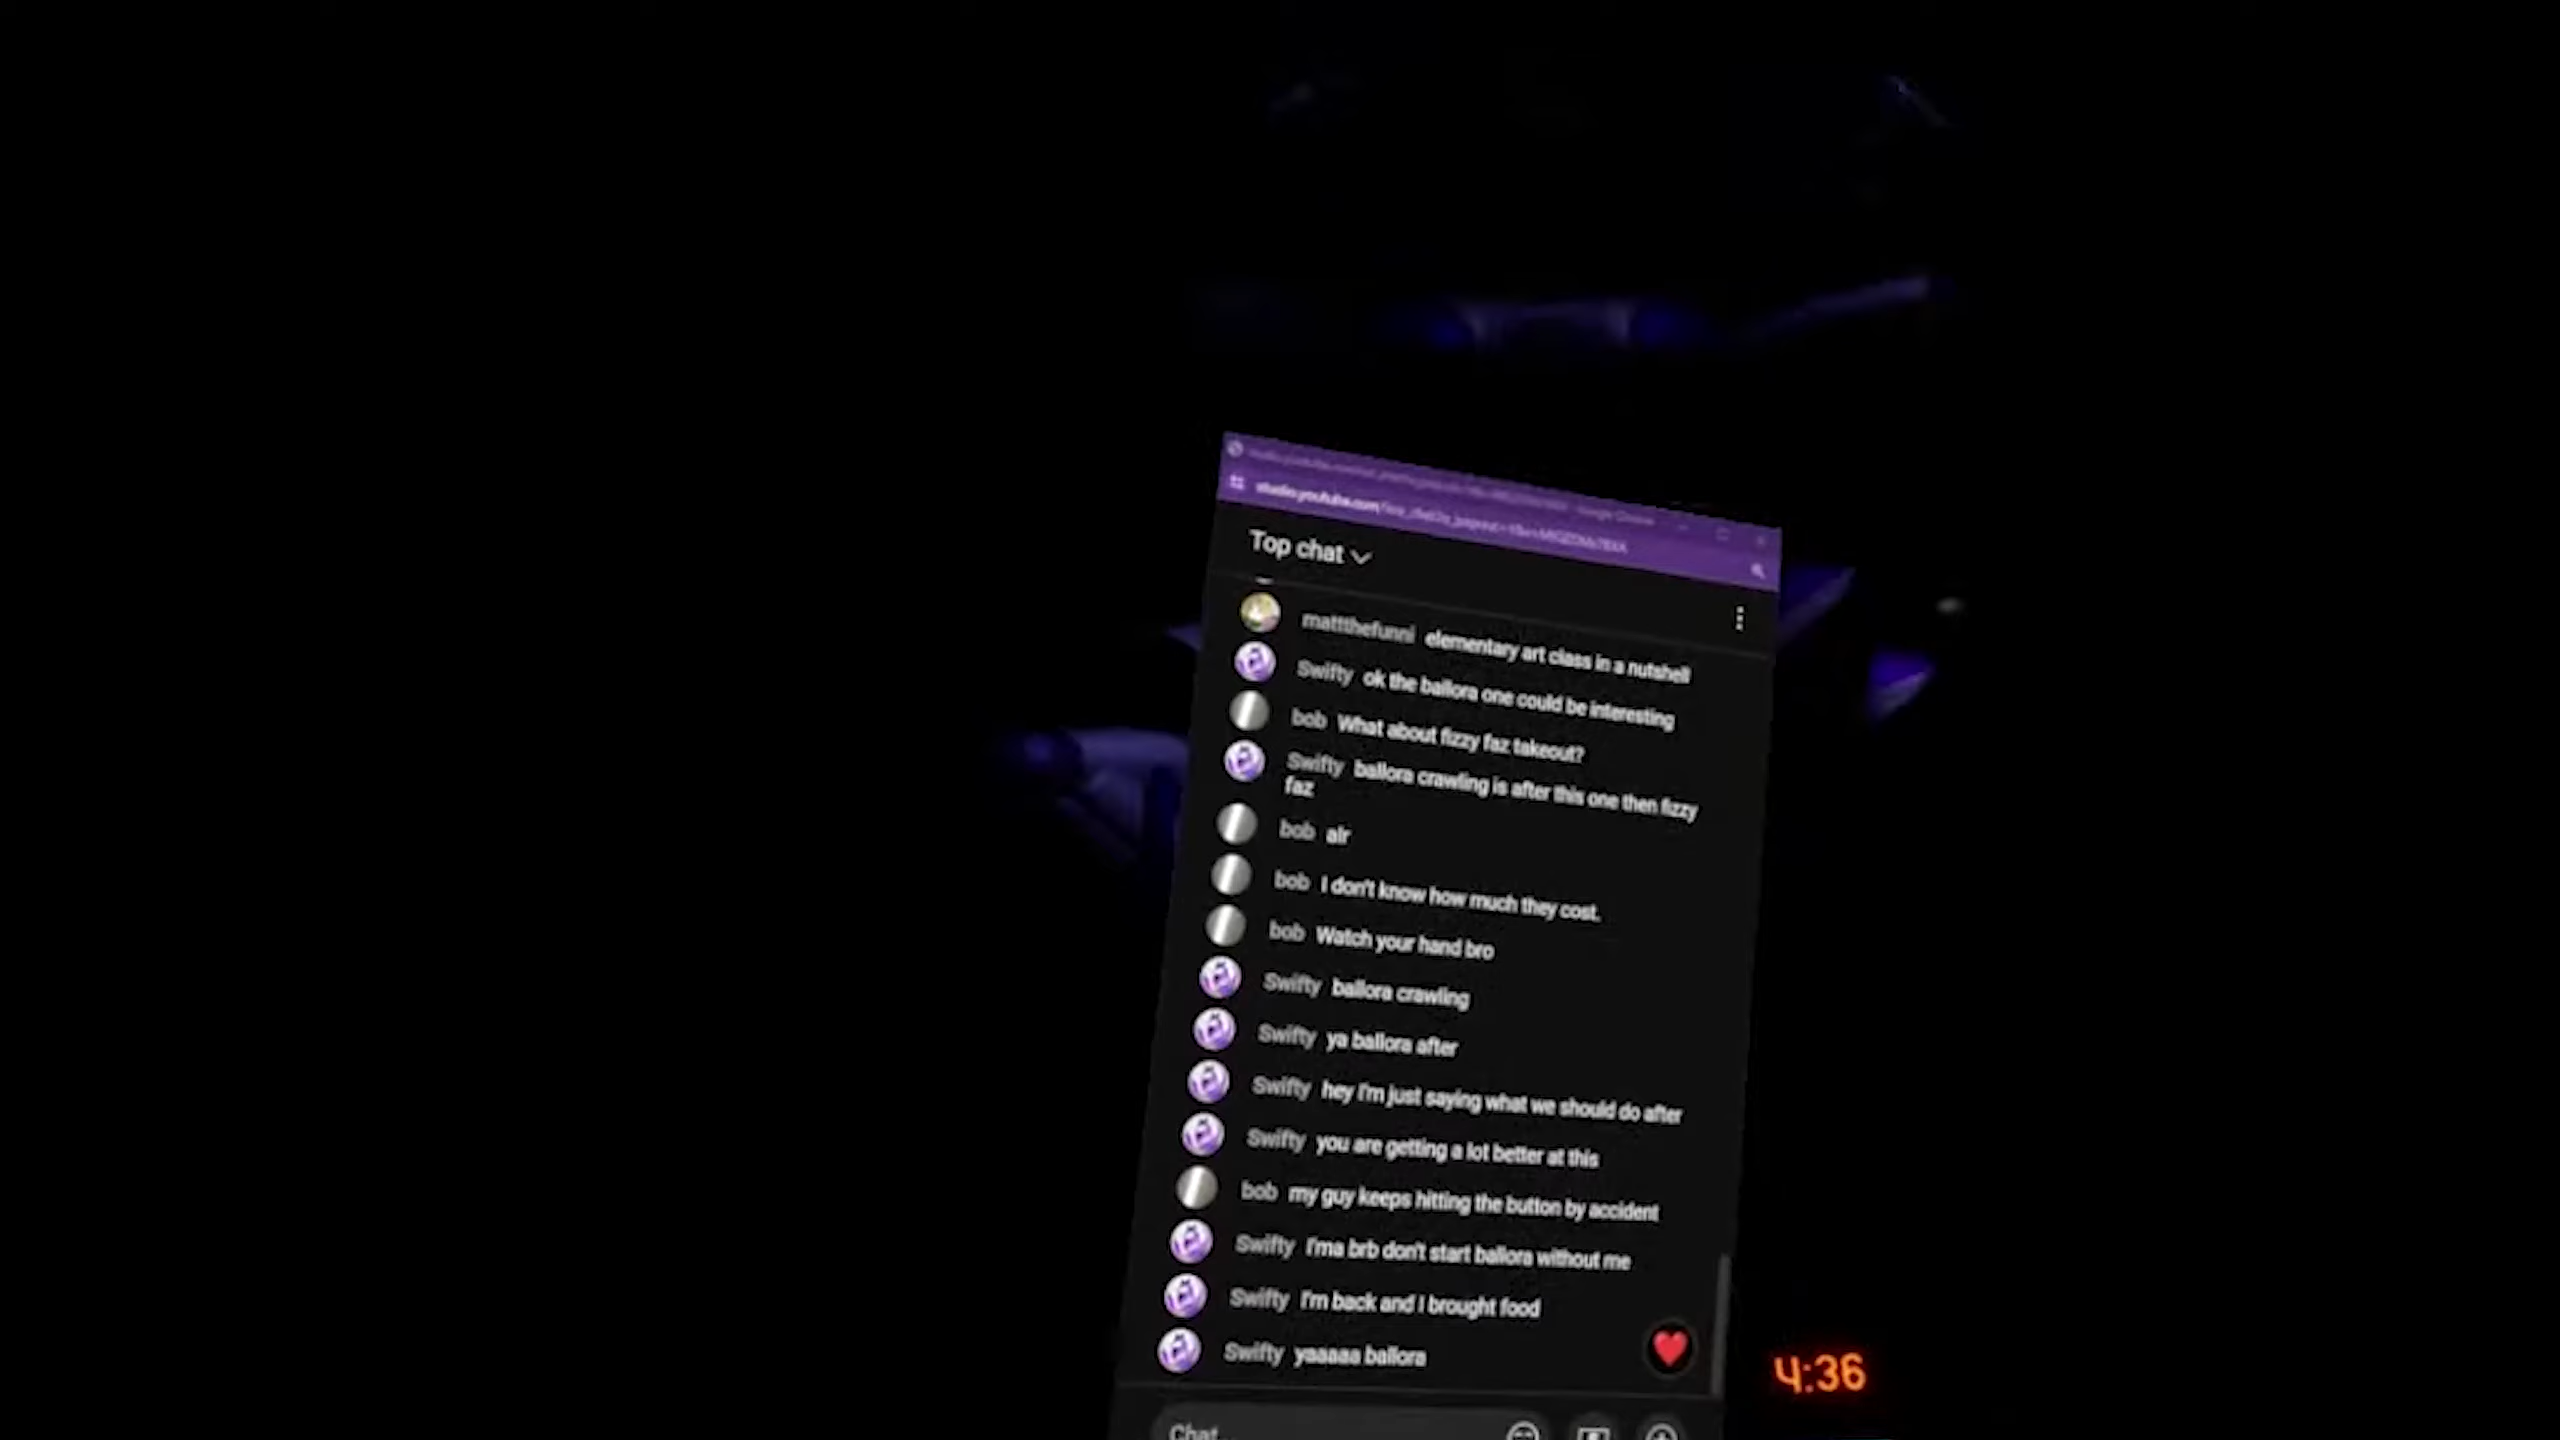 studio.youtube.com
Top chat
mattthefunni elementary art class in a nutshell
Swifty ok the ballora one could be interesting
bob What about fizzy faz takeout?
Swifty ballora crawling is after this one then fizzy
faz
bob alr
bob I don't know how much they cost.
bob Watch your hand bro
Swifty ballora crawling
Swifty ya ballora after
Swifty hey I'm just saying what we should do after
Swifty you are getting a lot better at this
bob my guy keeps hitting the button by accident
Swifty I'ma brb don't start ballora without me
Swifty I'm back and I brought food
Swifty yaaaaa ballora
4:36
Chat...